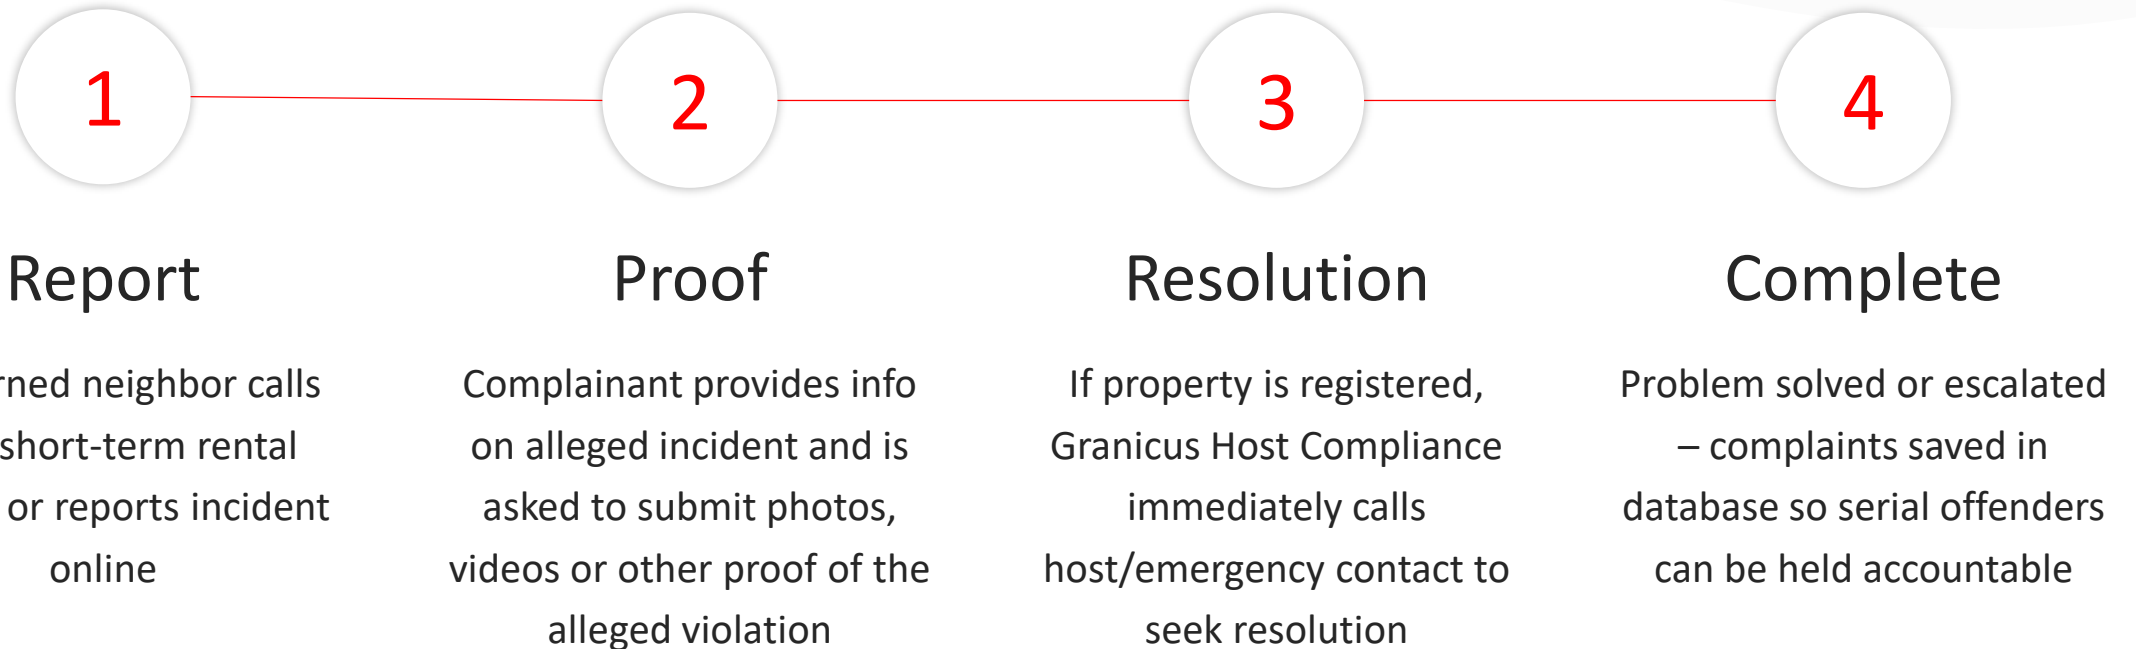 1
2
3
4
Report
Proof
Resolution
Complete
neighbor calls
short-term rental
or reports incident
online
Complainant provides info
on alleged incident and is
asked to submit photos,
videos or other proof of the
alleged violation
If property is registered,
Granicus Host Compliance
immediately calls
host/emergency contact to
seek resolution
Problem solved or escalated
– complaints saved in
database so serial offenders
can be held accountable